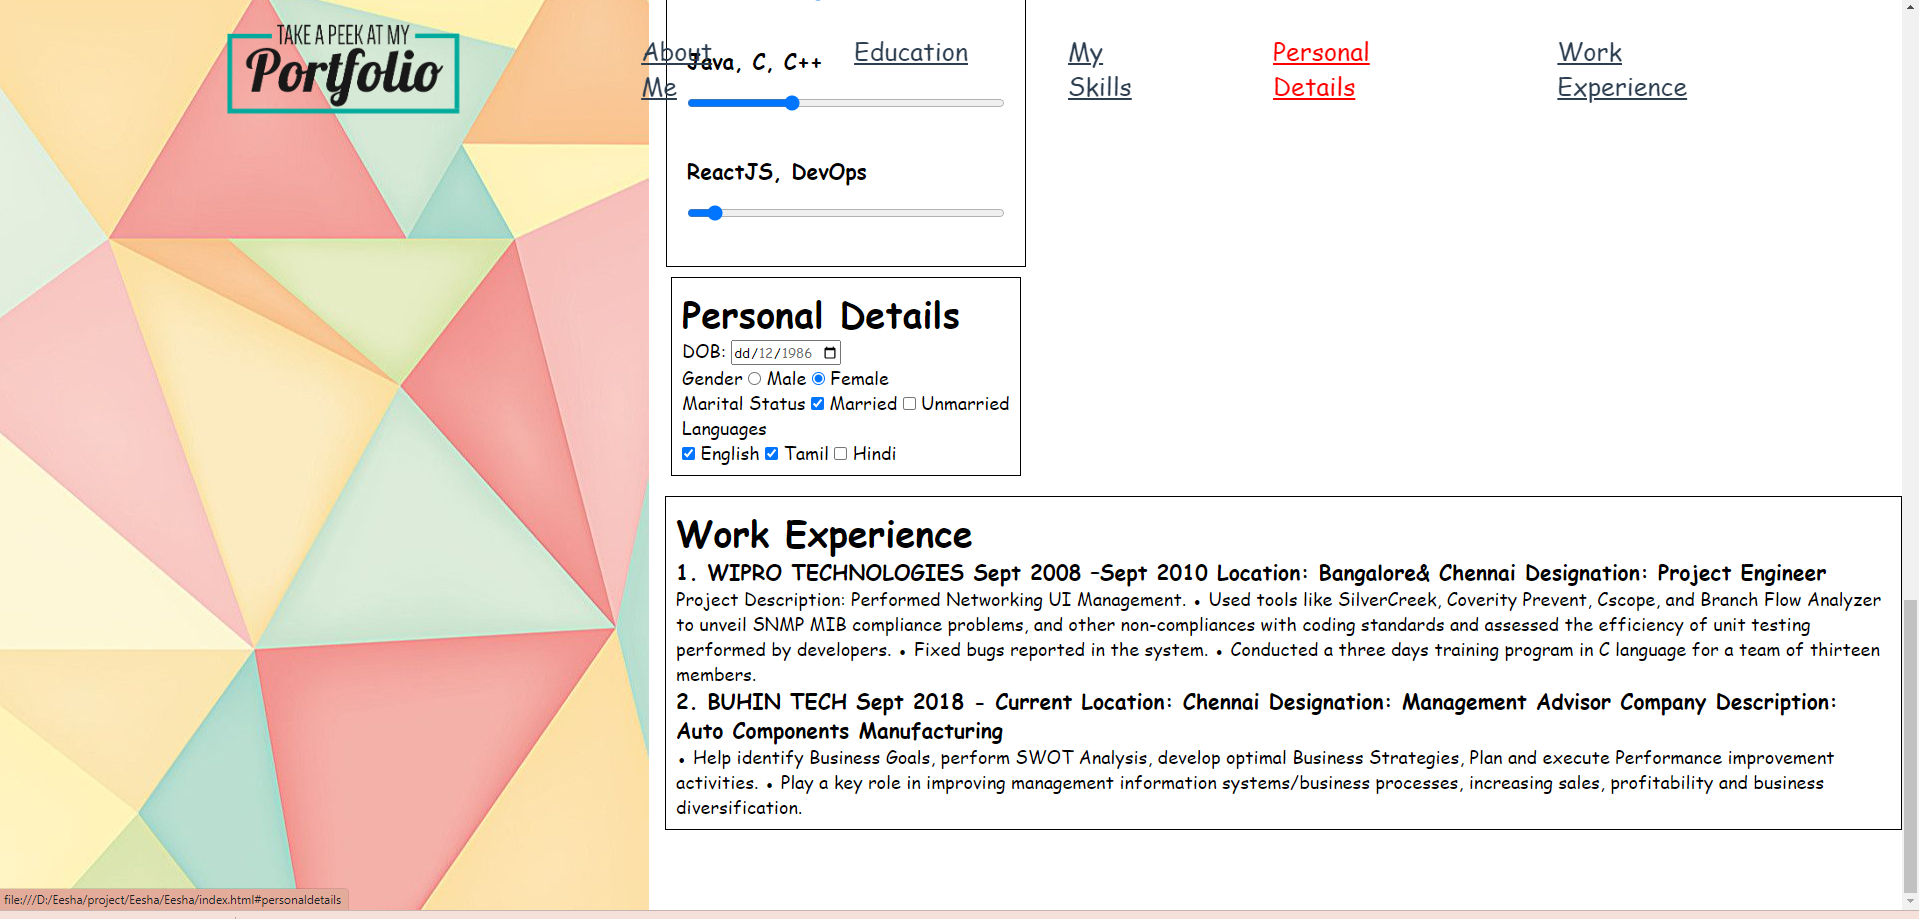 TAKE A PEEK AT MY
Portfolio
About Me
Education
My Skills
Personal Details
Work Experience
Java, C, C++
ReactJS, DevOps
Personal Details
DOB: dd/12/1986
Gender Male Female
Marital Status Married Unmarried
Languages
English Tamil Hindi
Work Experience
1. WIPRO TECHNOLOGIES Sept 2008 –Sept 2010 Location: Bangalore& Chennai Designation: Project Engineer
Project Description: Performed Networking UI Management. • Used tools like SilverCreek, Coverity Prevent, Cscope, and Branch Flow Analyzer
to unveil SNMP MIB compliance problems, and other non-compliances with coding standards and assessed the efficiency of unit testing
performed by developers. • Fixed bugs reported in the system. • Conducted a three days training program in C language for a team of thirteen
members.
2. BUHIN TECH Sept 2018 - Current Location: Chennai Designation: Management Advisor Company Description:
Auto Components Manufacturing
• Help identify Business Goals, perform SWOT Analysis, develop optimal Business Strategies, Plan and execute Performance improvement
activities. • Play a key role in improving management information systems/business processes, increasing sales, profitability and business
diversification.
file:///D:/Eesha/project/Eesha/Eesha/index.html#personaldetails